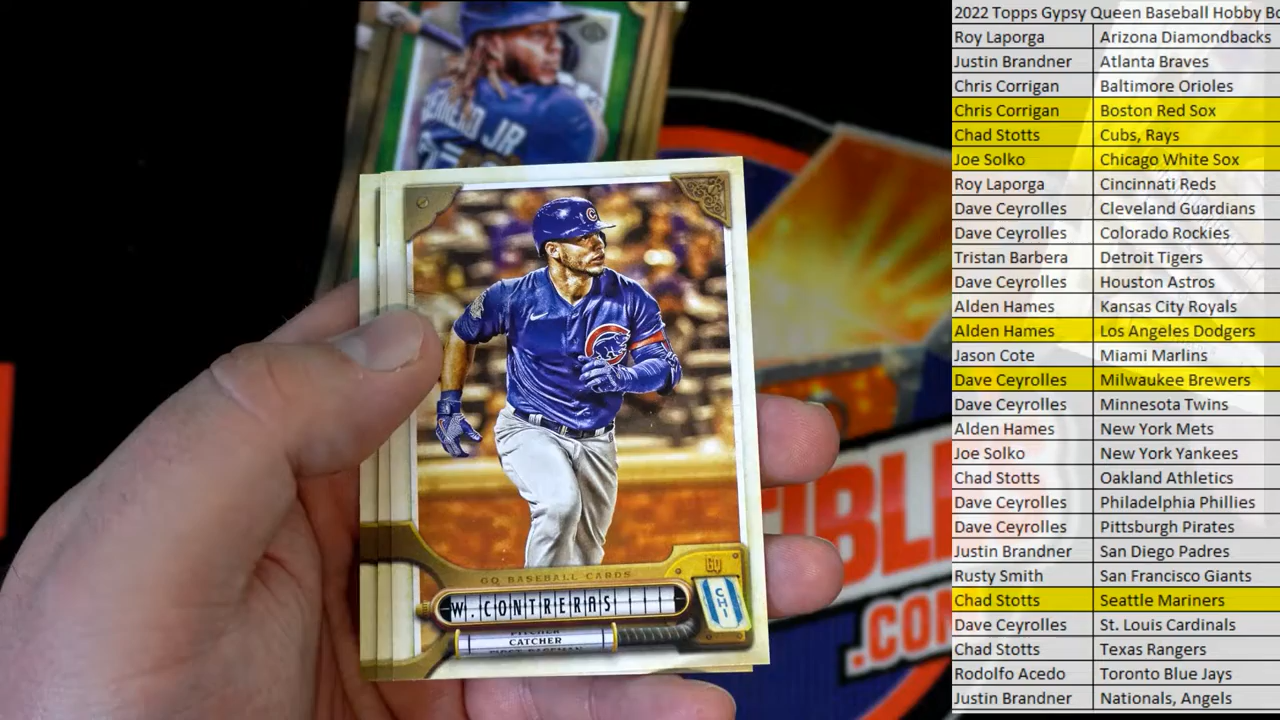 2022 Topps Gypsy Queen Baseball Hobby Bo
Roy Laporga Arizona Diamondbacks
Justin Brandner Atlanta Braves
Chris Corrigan Baltimore Orioles
Chris Corrigan Boston Red Sox
Chad Stotts Cubs, Rays
Joe Solko Chicago White Sox
Roy Laporga Cincinnati Reds
Dave Ceyrolles Cleveland Guardians
Dave Ceyrolles Colorado Rockies
Tristan Barbera Detroit Tigers
Dave Ceyrolles Houston Astros
Alden Hames Kansas City Royals
Alden Hames Los Angeles Dodgers
Jason Cote Miami Marlins
Dave Ceyrolles Milwaukee Brewers
Dave Ceyrolles Minnesota Twins
Alden Hames New York Mets
Joe Solko New York Yankees
Chad Stotts Oakland Athletics
Dave Ceyrolles Philadelphia Phillies
Dave Ceyrolles Pittsburgh Pirates
Justin Brandner San Diego Padres
Rusty Smith San Francisco Giants
Chad Stotts Seattle Mariners
Dave Ceyrolles St. Louis Cardinals
Chad Stotts Texas Rangers
Rodolfo Acedo Toronto Blue Jays
Justin Brandner Nationals, Angels
JR
C
GQ
GQ BASEBALL CARDS
W. CONTRERAS
CHI
PITCHER
CATCHER
IBLE
.CO